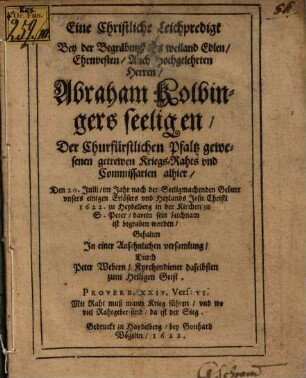 Eine Christliche Leichpredigt
Bey der Begräbnuß des weiland Edlen/
Ehrnvesten/ Auch Hochgelehrten
Herren/
Abraham Kolbin-
gers seeligen/
Der Churfürstlichen Pfaltz gewe-
senen getrewen Kriegs-Rahts vnd
Commissarien alhier/
Den 20. Julii/ im Jahr nach der Seeligmachenden Geburt
vnsers einigen Erlösers vnd Heylands Jesu Christi
1622. zu Heydelberg in der Kirchen zu
S. Peter/ darein sein leichnam
ist begraben worden/
Gehalten
In einer Ansehnlichen versamlung/
Durch
Peter Webern/ Kyrchendiener daselbsten
zum Heiligen Geist.
PROVERB. XXIV. Vers: VI.
Mit Raht muß mann Krieg führen/ vnd wo
viel Rahtgeber sind/ da ist der Sieg.
Gedruckt zu Haydelberg/ bey Gotthard
Vögelin/ 1622.